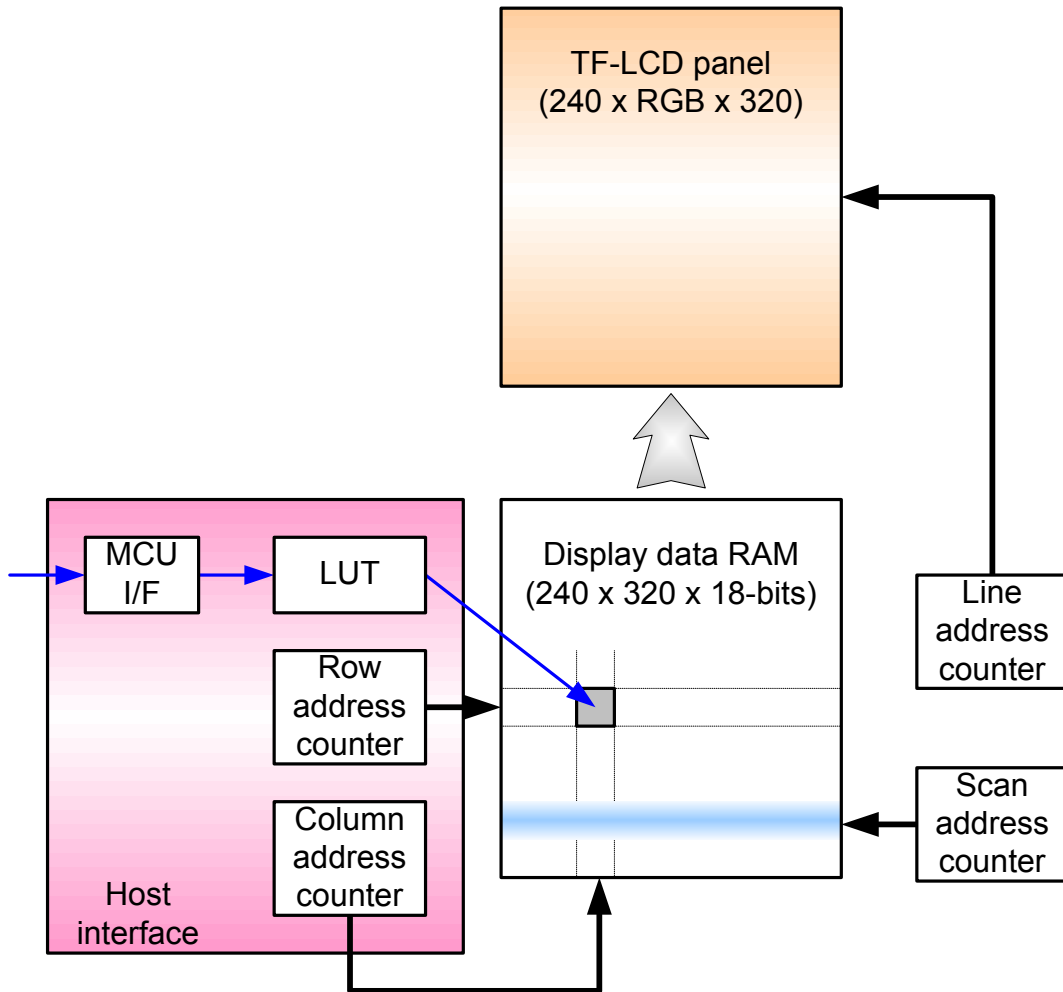 TF-LCD panel
(240 x RGB x 320)
MCU
I/F
LUT
Display data RAM
(240 x 320 x 18-bits)
Line
address
counter
Row
address
counter
Scan
address
counter
Column
address
counter
Host
interface